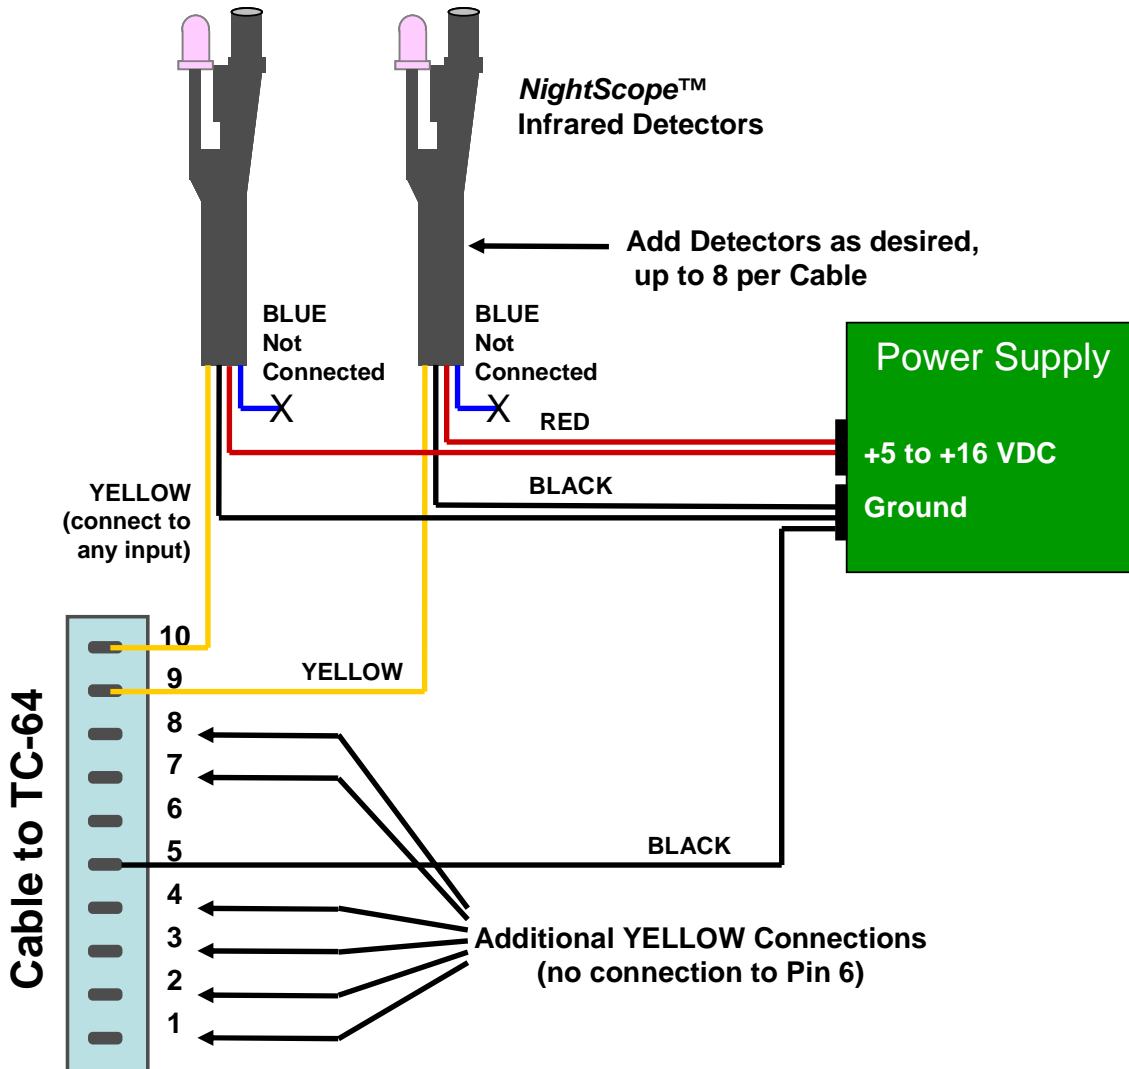 NightScope™
Infrared Detectors
Add Detectors as desired,
up to 8 per Cable
BLUE
Not
Connected
X
BLUE
Not
Connected
X
Power Supply
+5 to +16 VDC
Ground
RED
BLACK
YELLOW
(connect to
any input)
YELLOW
BLACK
Cable to TC-64
10
9
8
7
6
5
4
3
2
1
Additional YELLOW Connections
(no connection to Pin 6)